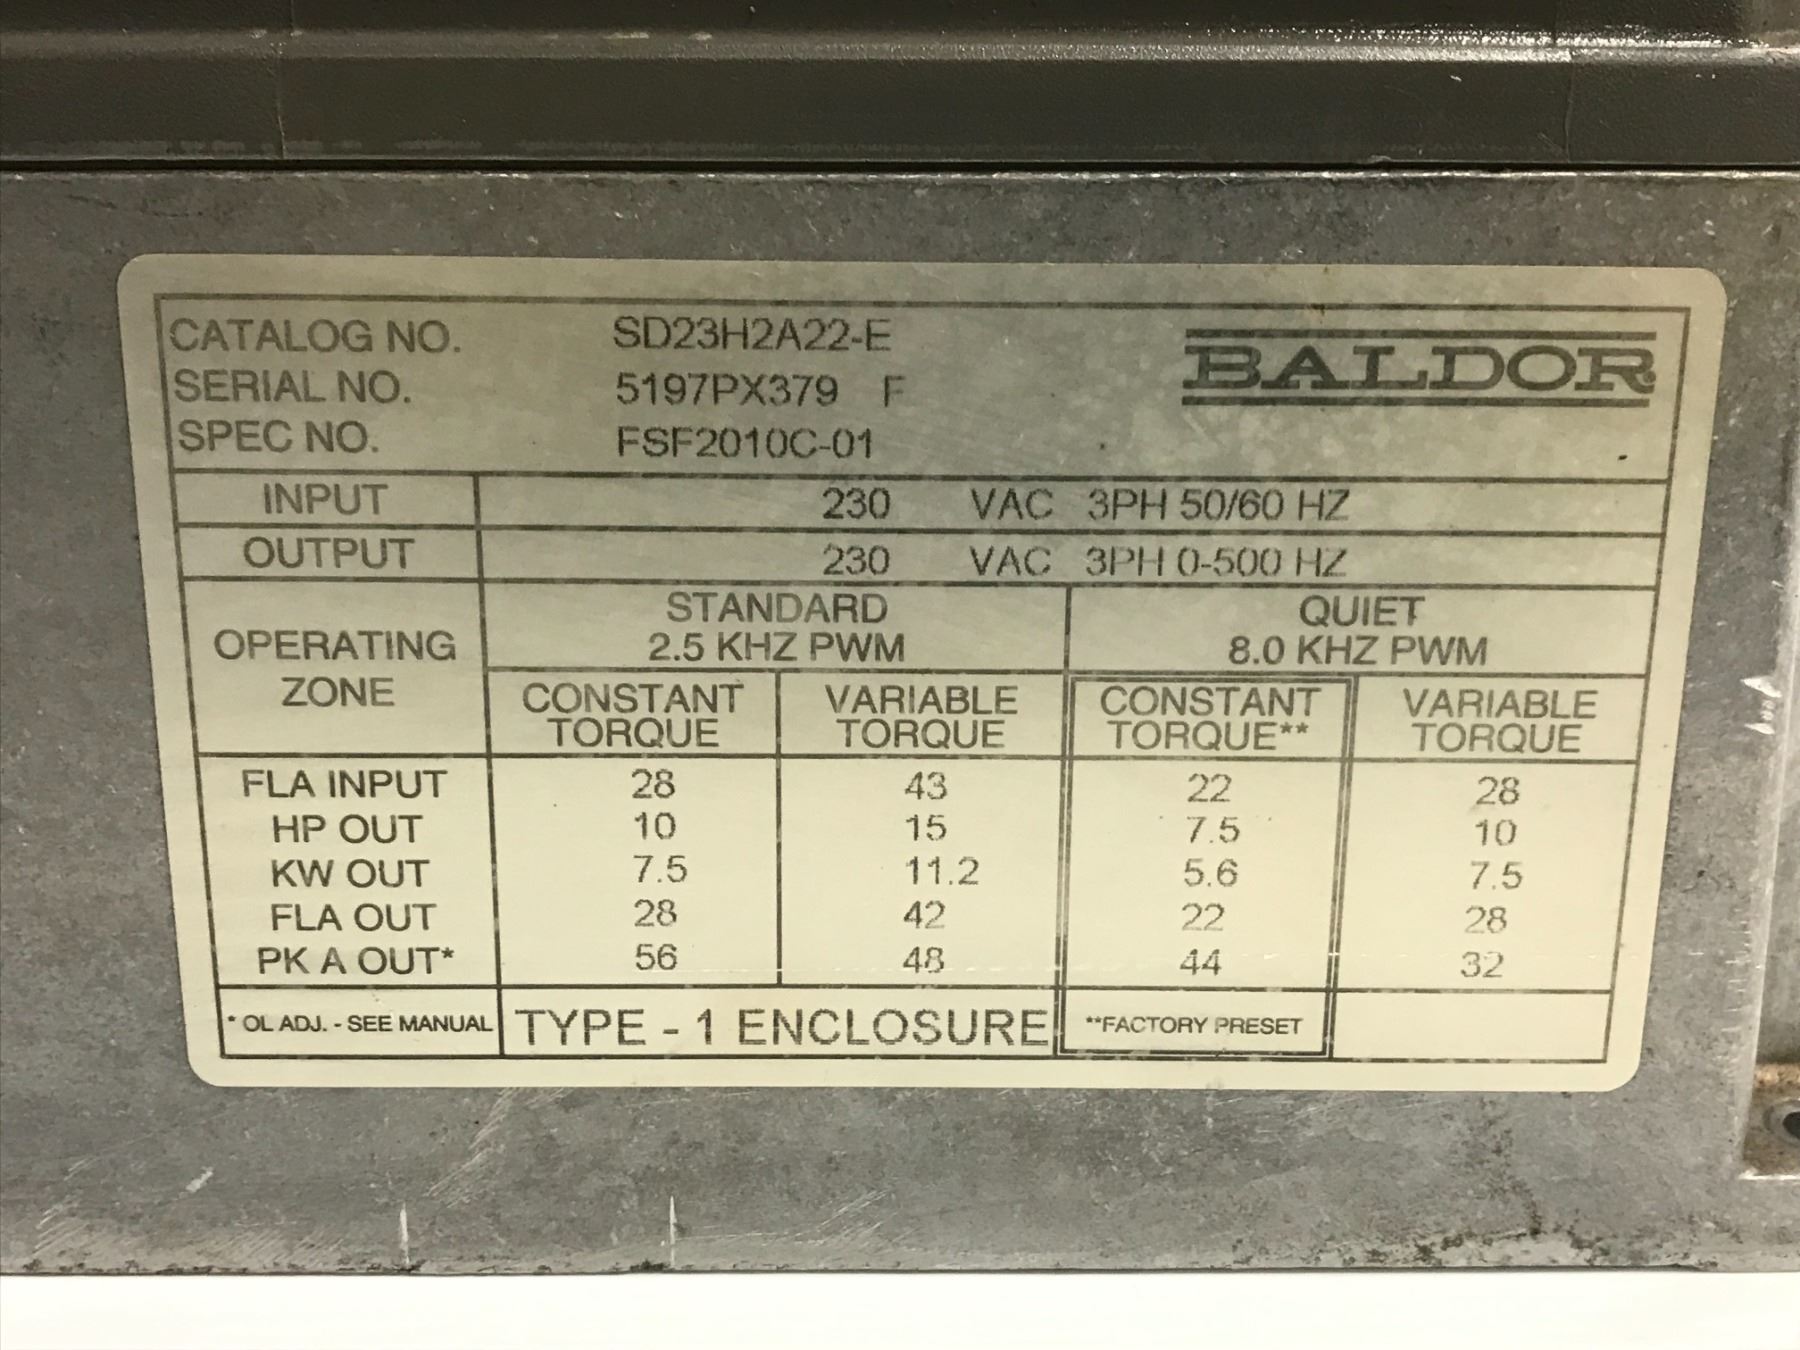 CATALOG NO. SD23H2A22-E
BALDOR
SERIAL NO. 5197PX379 F
SPEC NO. FSF2010C-01
INPUT 230 VAC 3PH 50/60 HZ
OUTPUT 230 VAC 3PH 0-500 HZ
OPERATING ZONE
STANDARD QUIET
2.5 KHZ PWM 8.0 KHZ PWM
CONSTANT VARIABLE CONSTANT VARIABLE
TORQUE TORQUE TORQUE** TORQUE
FLA INPUT 28 43 22 28
HP OUT 10 15 7.5 10
KW OUT 7.5 11.2 5.6 7.5
FLA OUT 28 42 22 28
PK A OUT* 56 48 44 32
* OL ADJ. - SEE MANUAL TYPE - 1 ENCLOSURE **FACTORY PRESET